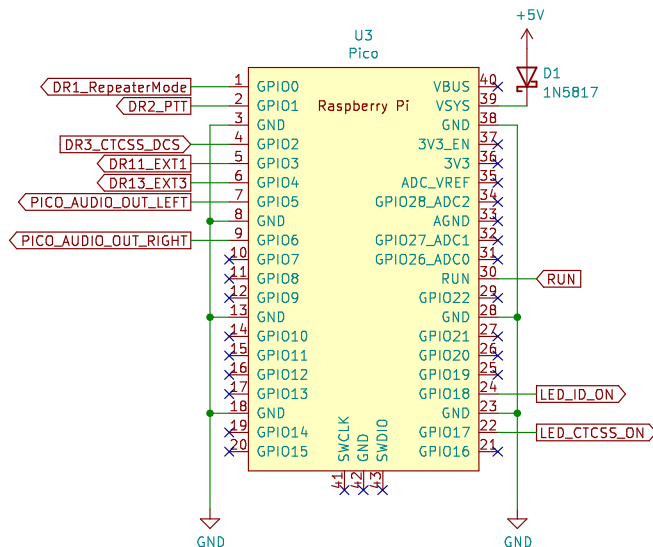 +5V
U3
Pico
D1
1N5817
Raspberry Pi
DR1_RepeaterMode 1 GPIO0 VBUS 40
DR2_PTT 2 GPIO1 VSYS 39
3 GND GND 38
DR3_CTCSS_DCS 4 GPIO2 3V3_EN 37
DR11_EXT1 5 GPIO3 3V3 36
DR13_EXT3 6 GPIO4 ADC_VREF 35
PICO_AUDIO_OUT_LEFT 7 GPIO5 GPIO28_ADC2 34
8 GND AGND 33
PICO_AUDIO_OUT_RIGHT 9 GPIO6 GPIO27_ADC1 32
10 GPIO7 GPIO26_ADC0 31
11 GPIO8 RUN 30 RUN
12 GPIO9 GPIO22 29
13 GND GND 28
14 GPIO10 GPIO21 27
15 GPIO11 GPIO20 26
16 GPIO12 GPIO19 25
17 GPIO13 GPIO18 24 LED_ID_ON
18 GND GND 23
19 GPIO14 GPIO17 22 LED_CTCSS_ON
20 GPIO15 GPIO16 21
SWCLK GND SWDIO
41 42 43
GND GND